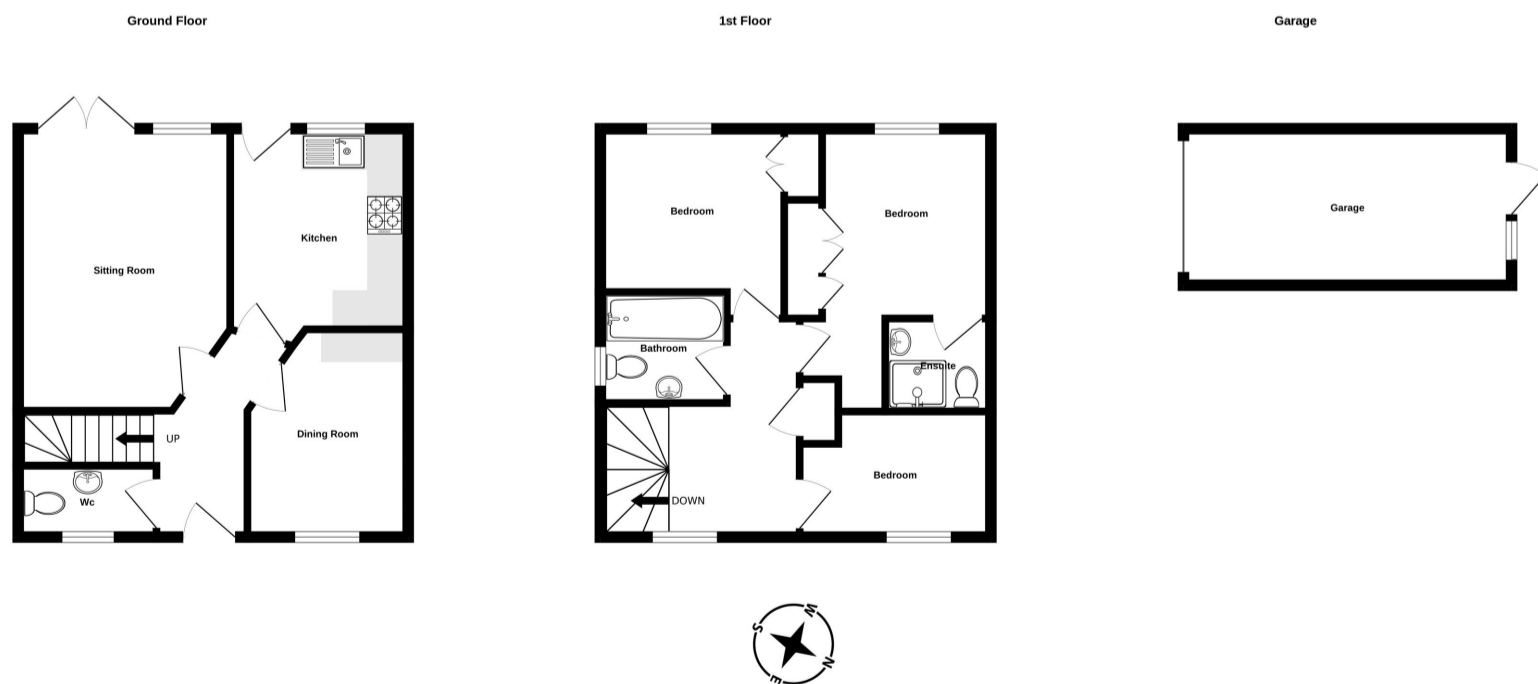 Ground Floor
1st Floor
Garage
Sitting Room
Kitchen
Dining Room
UP
Wc
Bedroom
Bedroom
Bathroom
Ensuite
Bedroom
DOWN
Garage
W
S
N
E